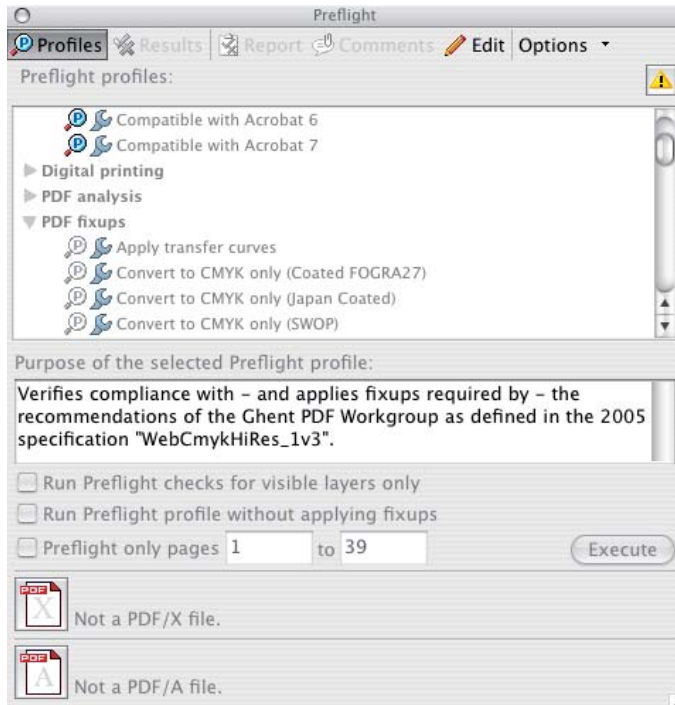 Preflight
Profiles Results Report Comments Edit Options
Preflight profiles:
Compatible with Acrobat 6
Compatible with Acrobat 7
Digital printing
PDF analysis
PDF fixups
Apply transfer curves
Convert to CMYK only (Coated FOGRA27)
Convert to CMYK only (Japan Coated)
Convert to CMYK only (SWOP)
Purpose of the selected Preflight profile:
Verifies compliance with – and applies fixups required by – the
recommendations of the Ghent PDF Workgroup as defined in the 2005
specification "WebCmykHiRes_1v3".
Run Preflight checks for visible layers only
Run Preflight profile without applying fixups
Preflight only pages 1 to 39 Execute
PDF X Not a PDF/X file.
PDF A Not a PDF/A file.